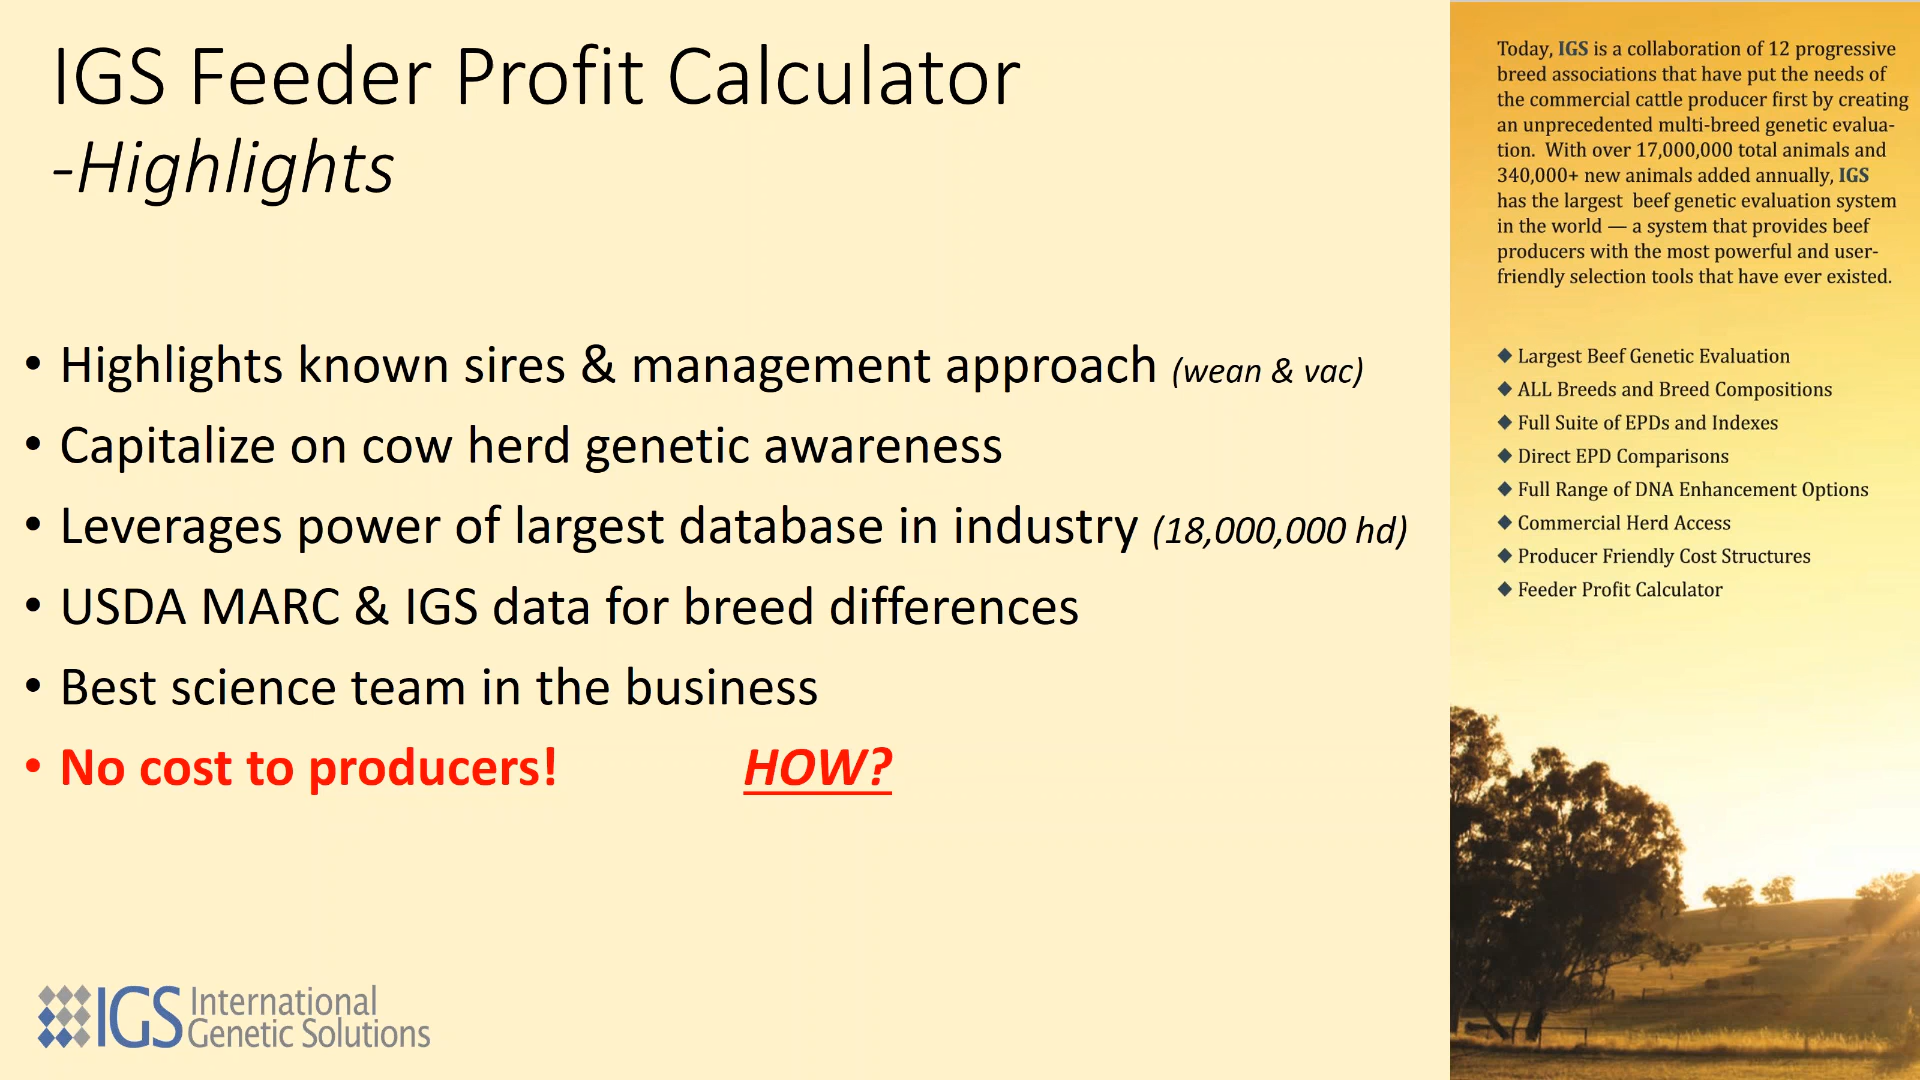 IGS Feeder Profit Calculator
-Highlights
• Highlights known sires & management approach (wean & vac)
• Capitalize on cow herd genetic awareness
• Leverages power of largest database in industry (18,000,000 hd)
• USDA MARC & IGS data for breed differences
• Best science team in the business
• No cost to producers! HOW?
IGS International
Genetic Solutions
Today, IGS is a collaboration of 12 progressive
breed associations that have put the needs of
the commercial cattle producer first by creating
an unprecedented multi-breed genetic evalua-
tion. With over 17,000,000 total animals and
340,000+ new animals added annually, IGS
has the largest beef genetic evaluation system
in the world — a system that provides beef
producers with the most powerful and user-
friendly selection tools that have ever existed.
◆ Largest Beef Genetic Evaluation
◆ ALL Breeds and Breed Compositions
◆ Full Suite of EPDs and Indexes
◆ Direct EPD Comparisons
◆ Full Range of DNA Enhancement Options
◆ Commercial Herd Access
◆ Producer Friendly Cost Structures
◆ Feeder Profit Calculator